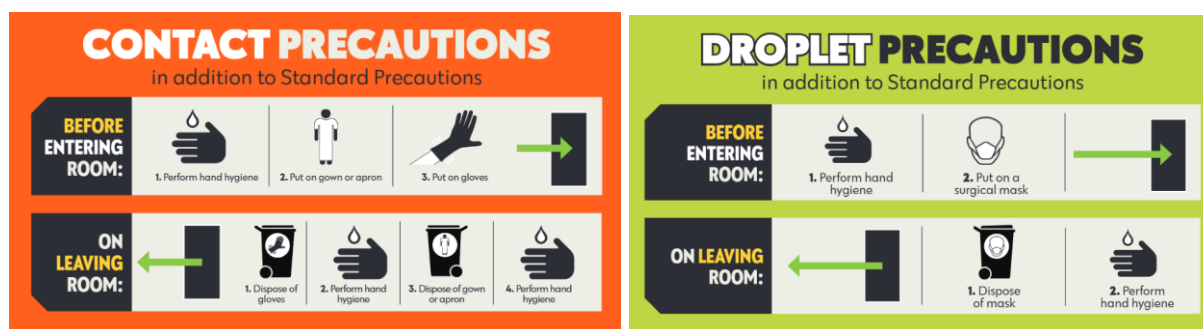 CONTACT PRECAUTIONS
in addition to Standard Precautions
BEFORE
ENTERING
ROOM:
1. Perform hand hygiene
2. Put on gown or apron
3. Put on gloves
ON
LEAVING
ROOM:
1. Dispose of
gloves
2. Perform hand
hygiene
3. Dispose of gown
or apron
4. Perform hand
hygiene
DROPLET PRECAUTIONS
in addition to Standard Precautions
BEFORE
ENTERING
ROOM:
1. Perform hand
hygiene
2. Put on a
surgical mask
ON LEAVING
ROOM:
1. Dispose
of mask
2. Perform
hand hygiene